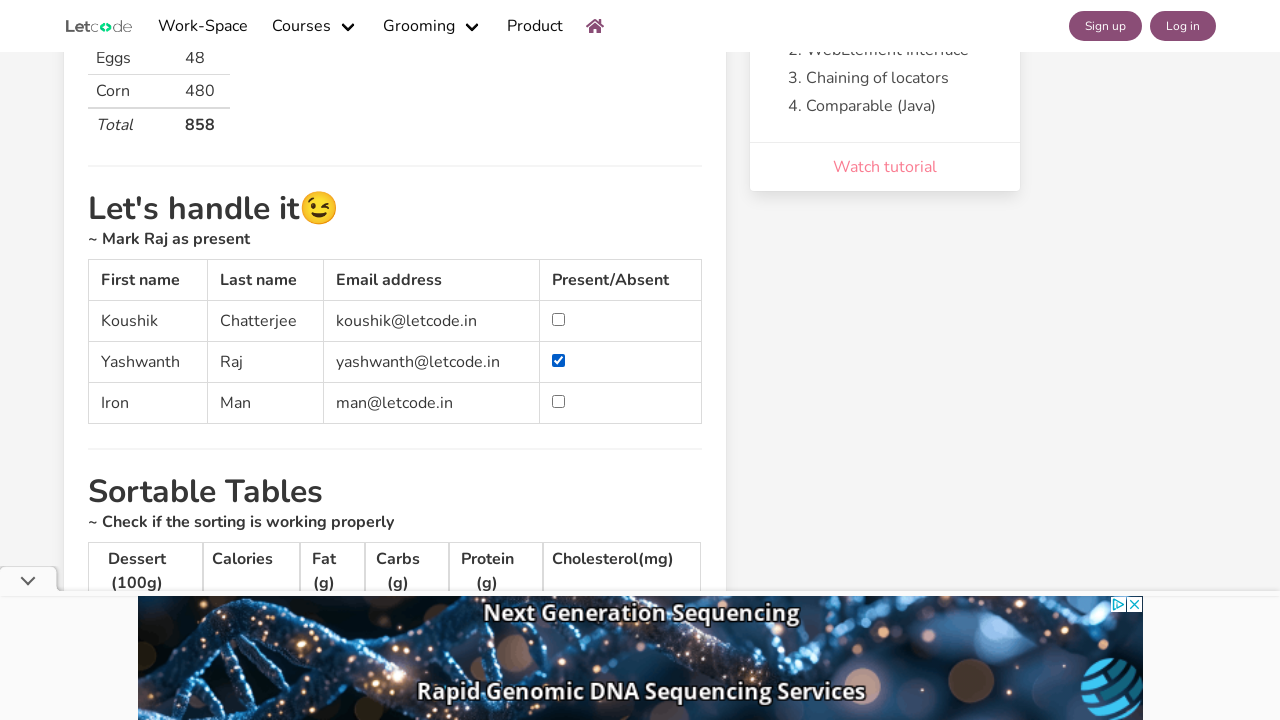 Letcode Work-Space Courses Grooming Product Sign up Log in
Eggs 48
Corn 480
Total 858
2. WebElement interface
3. Chaining of locators
4. Comparable (Java)
Watch tutorial
Let's handle it😉
~ Mark Raj as present
First name Last name Email address Present/Absent
Koushik Chatterjee koushik@letcode.in
Yashwanth Raj yashwanth@letcode.in
Iron Man man@letcode.in
Sortable Tables
~ Check if the sorting is working properly
Dessert Calories Fat Carbs Protein Cholesterol(mg)
(100g) (g) (g) (g)
Next Generation Sequencing
Rapid Genomic DNA Sequencing Services